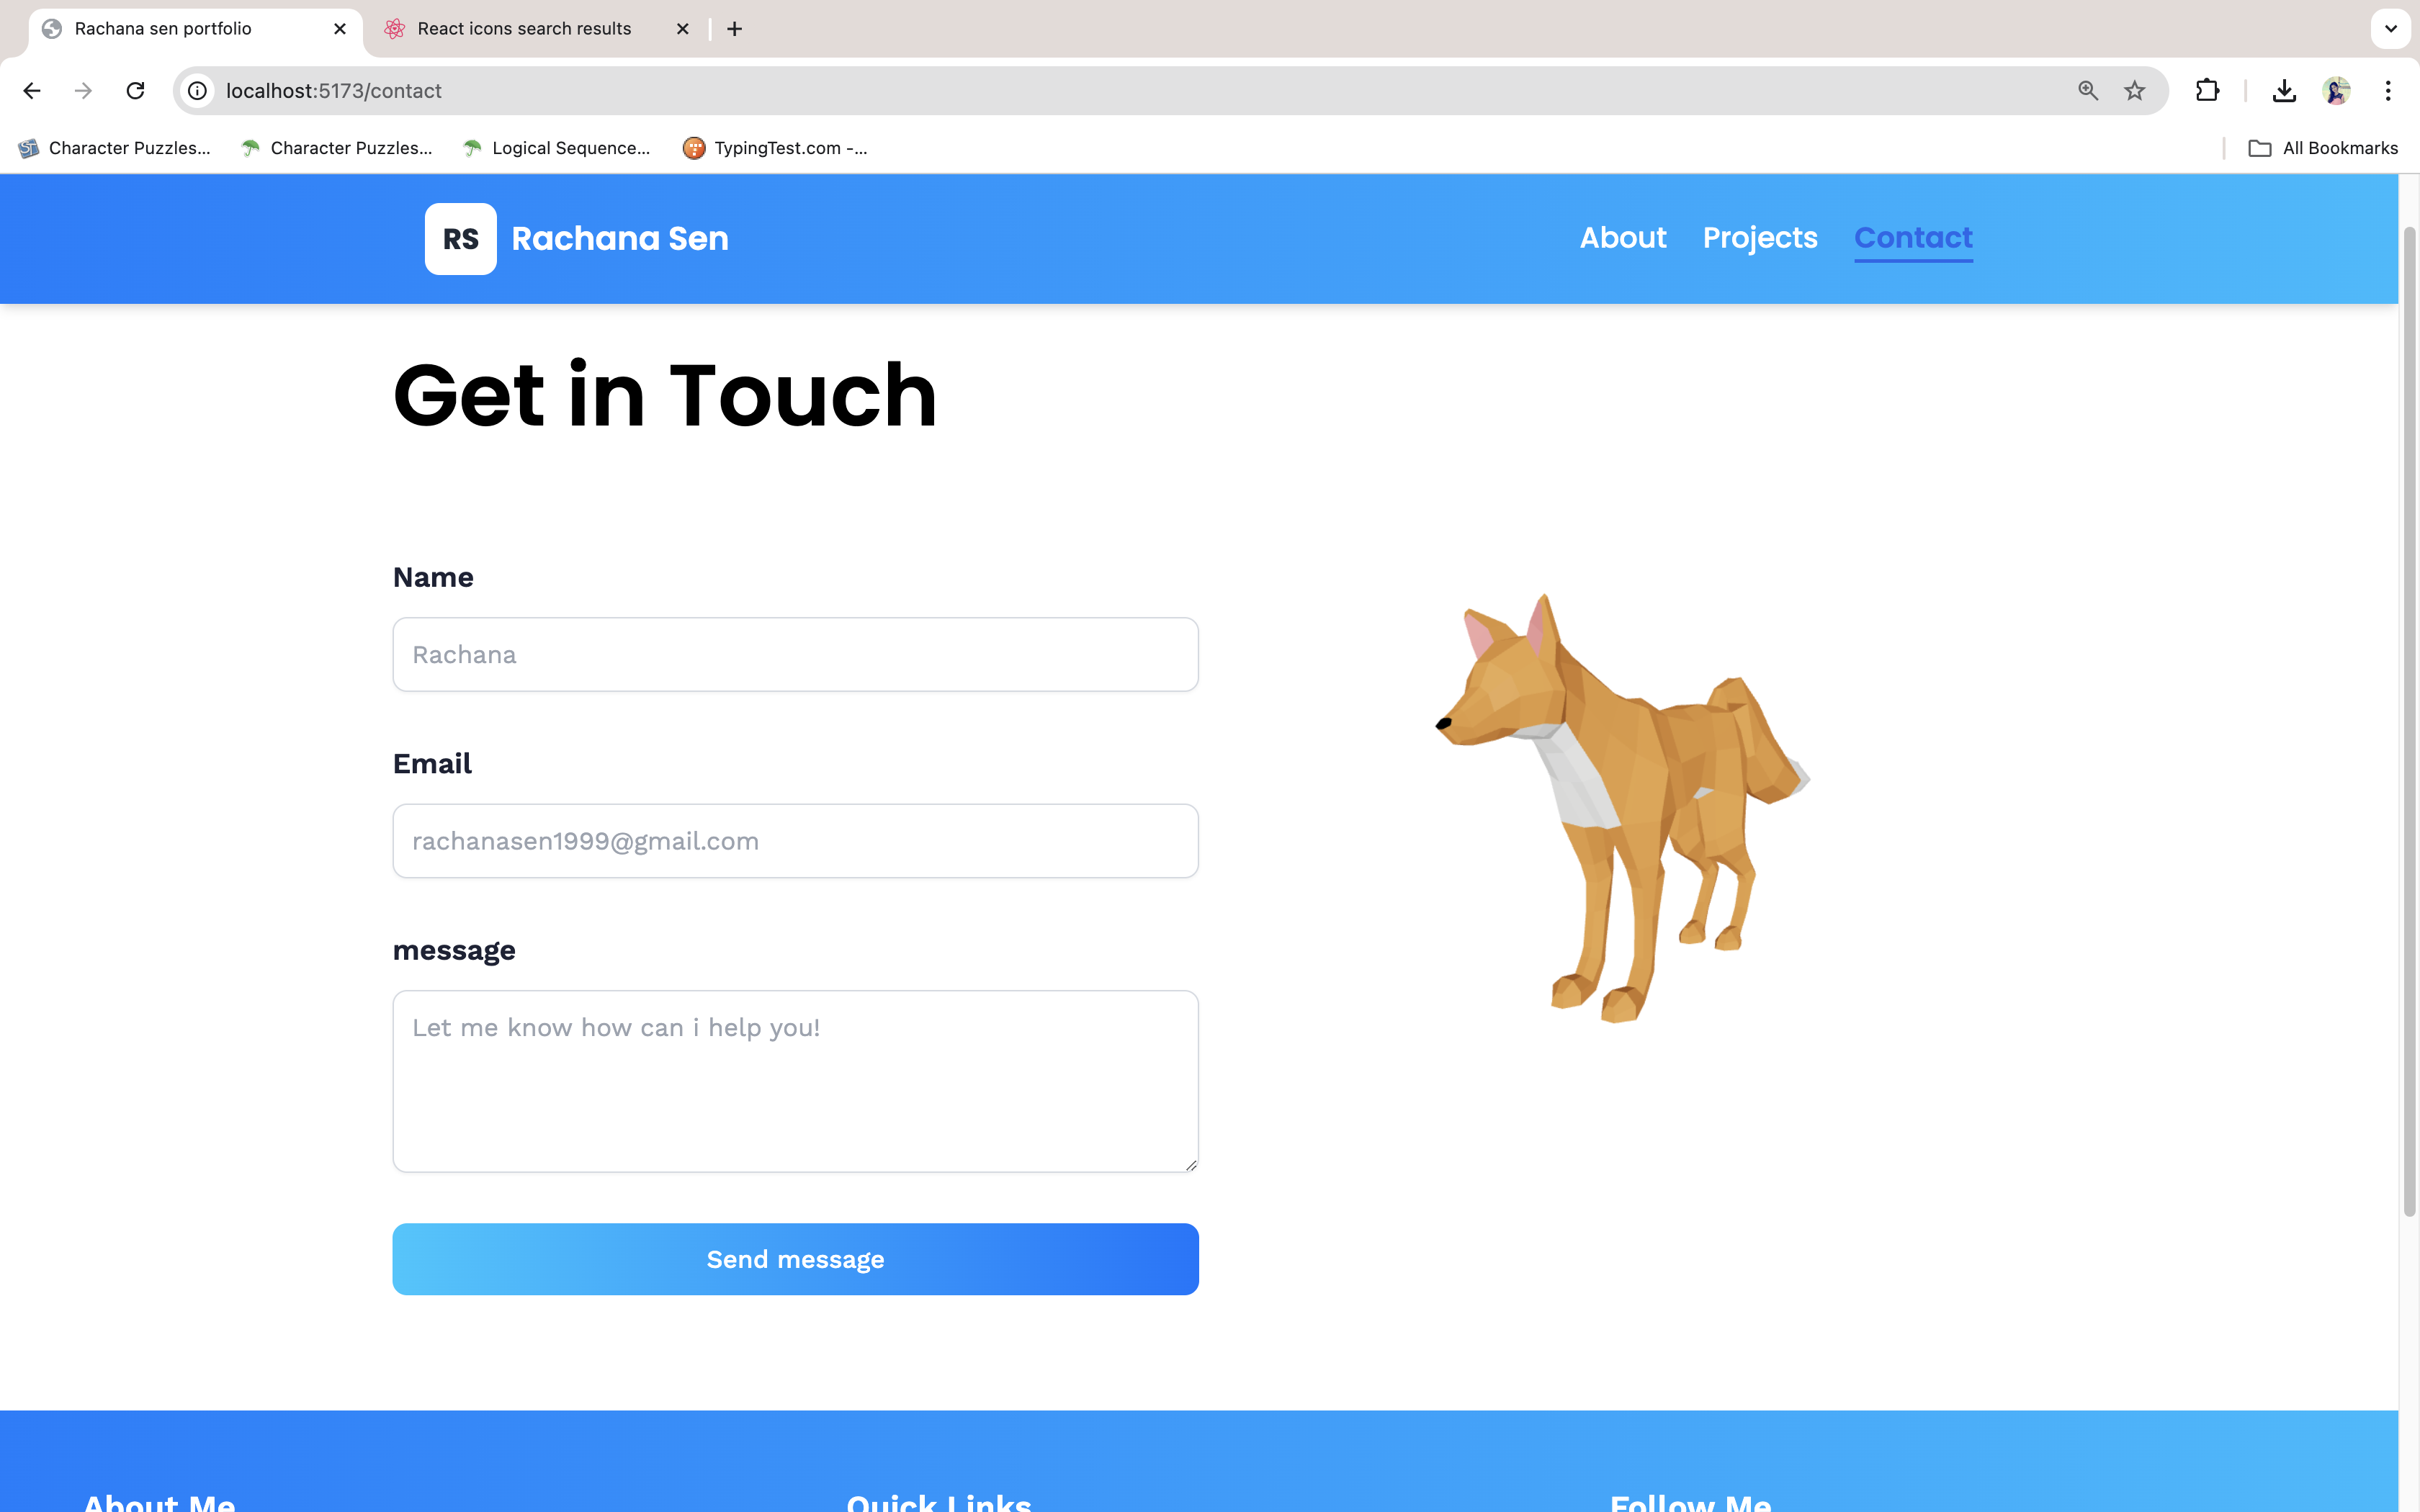 Rachana sen portfolio
React icons search results
localhost:5173/contact
Character Puzzles...
Character Puzzles...
Logical Sequence...
TypingTest.com -...
All Bookmarks
RS
Rachana Sen
About
Projects
Contact
Get in Touch
Name
Rachana
Email
rachanasen1999@gmail.com
message
Let me know how can i help you!
Send message
About Me
Quick Links
Follow Me